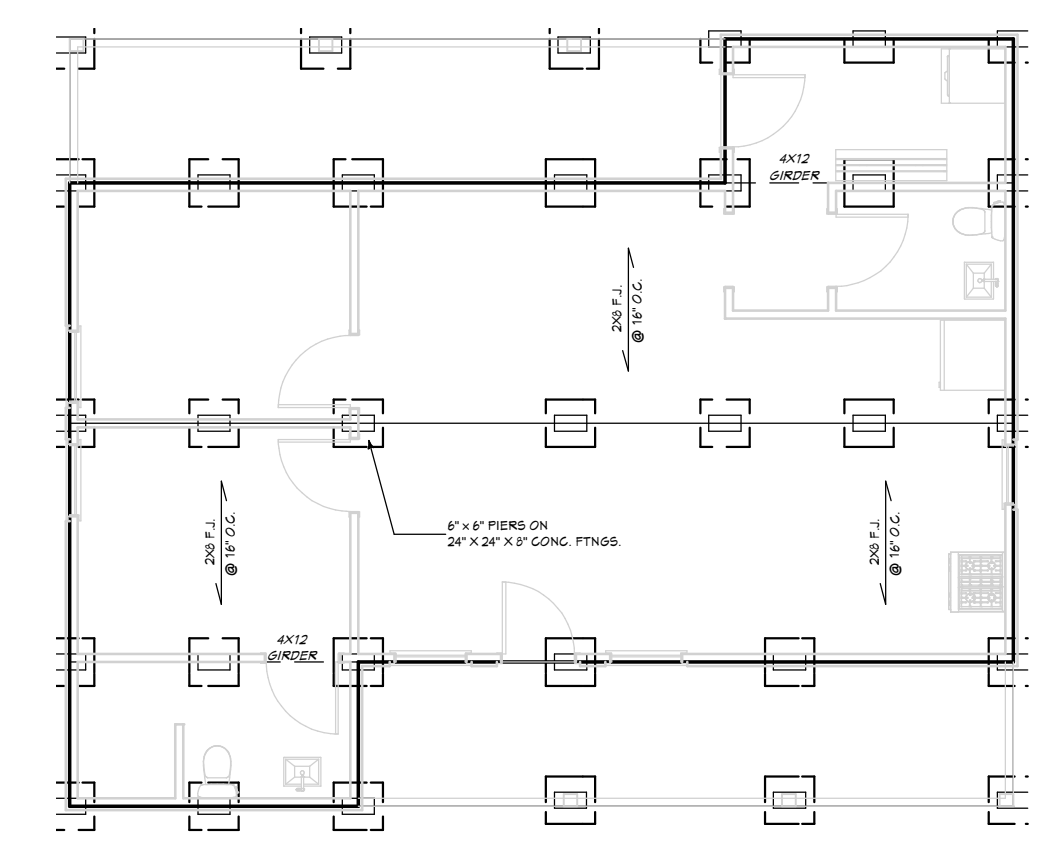 4X12
GIRDER
2X8 F.J.
@ 16" O.C.
6" x 6" PIERS ON
24" X 24" X 8" CONC. FTNGS.
2X8 F.J.
@ 16" O.C.
2X8 F.J.
@ 16" O.C.
4X12
GIRDER